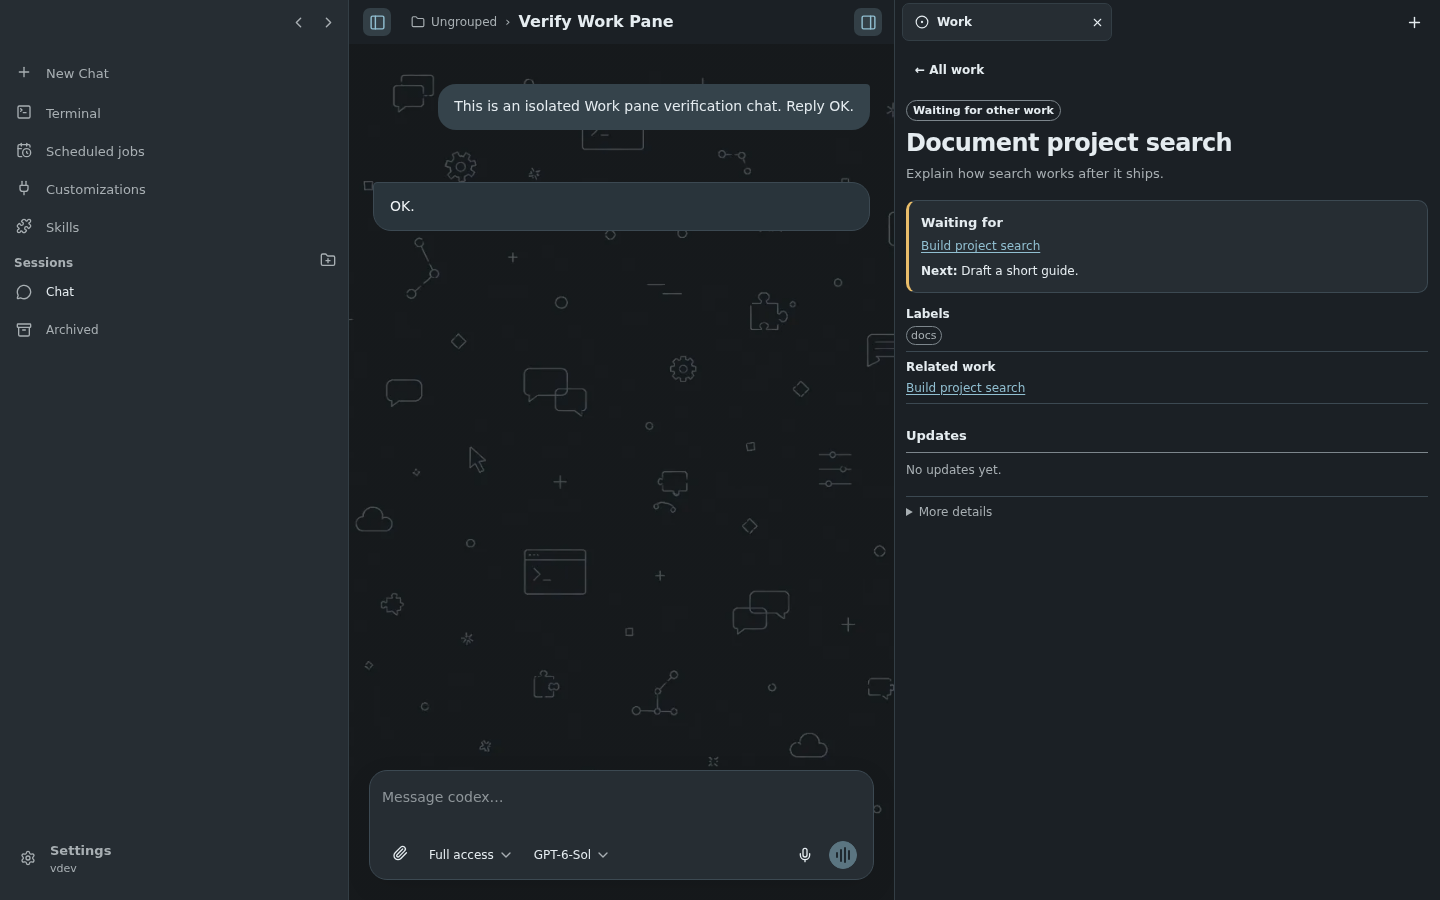 New Chat
Terminal
Scheduled jobs
Customizations
Skills
Sessions
Chat
Archived
Settings
vdev
Ungrouped › Verify Work Pane
This is an isolated Work pane verification chat. Reply OK.
OK.
Message codex...
Full access
GPT-6-Sol
Work
← All work
Waiting for other work
Document project search
Explain how search works after it ships.
Waiting for
Build project search
Next: Draft a short guide.
Labels
docs
Related work
Build project search
Updates
No updates yet.
More details